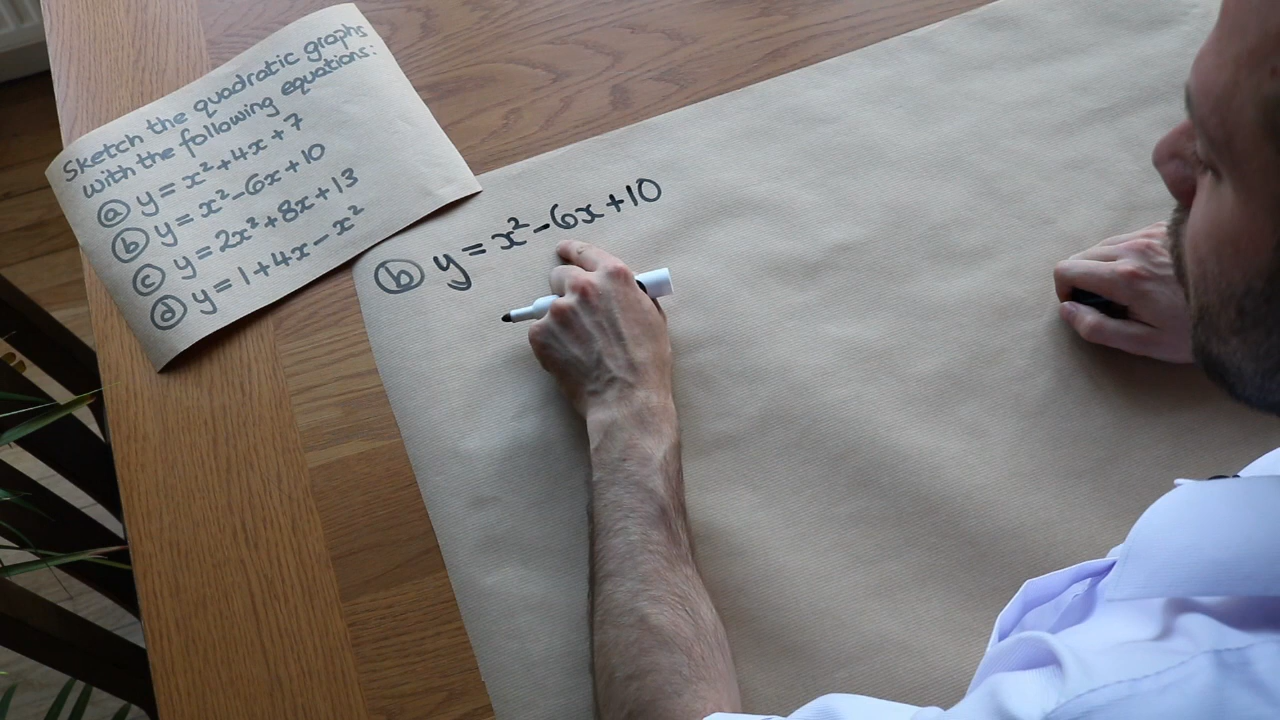 Sketch the quadratic graphs
with the following equations:
ⓐ y = x² + 4x + 7
ⓑ y = x² - 6x + 10
ⓒ y = 2x² + 8x + 13
ⓓ y = 1 + 4x - x²
ⓑ y = x² - 6x + 10